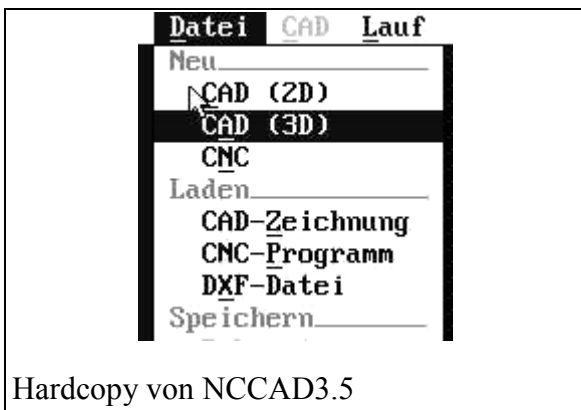 Datei CAD Lauf
Neu
CAD (2D)
CAD (3D)
CNC
Laden
CAD-Zeichnung
CNC-Programm
DXF-Datei
Speichern
Hardcopy von NCCAD3.5